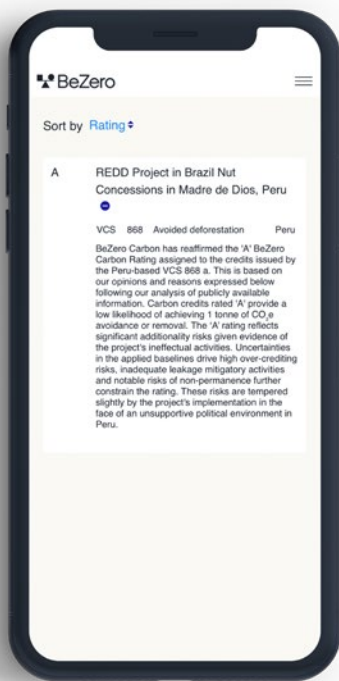 BeZero
Sort by Rating
A REDD Project in Brazil Nut
Concessions in Madre de Dios, Peru
VCS 868 Avoided deforestation Peru
BeZero Carbon has reaffirmed the 'A' BeZero
Carbon Rating assigned to the credits issued by
the Peru-based VCS 868 a. This is based on
our opinions and reasons expressed below
following our analysis of publicly available
information. Carbon credits rated 'A' provide a
low likelihood of achieving 1 tonne of CO₂e
avoidance or removal. The 'A' rating reflects
significant additionality risks given evidence of
the project's ineffectual activities. Uncertainties
in the applied baselines drive high over-crediting
risks, inadequate leakage mitigatory activities
and notable risks of non-permanence further
constrain the rating. These risks are tempered
slightly by the project's implementation in the
face of an unsupportive political environment in
Peru.